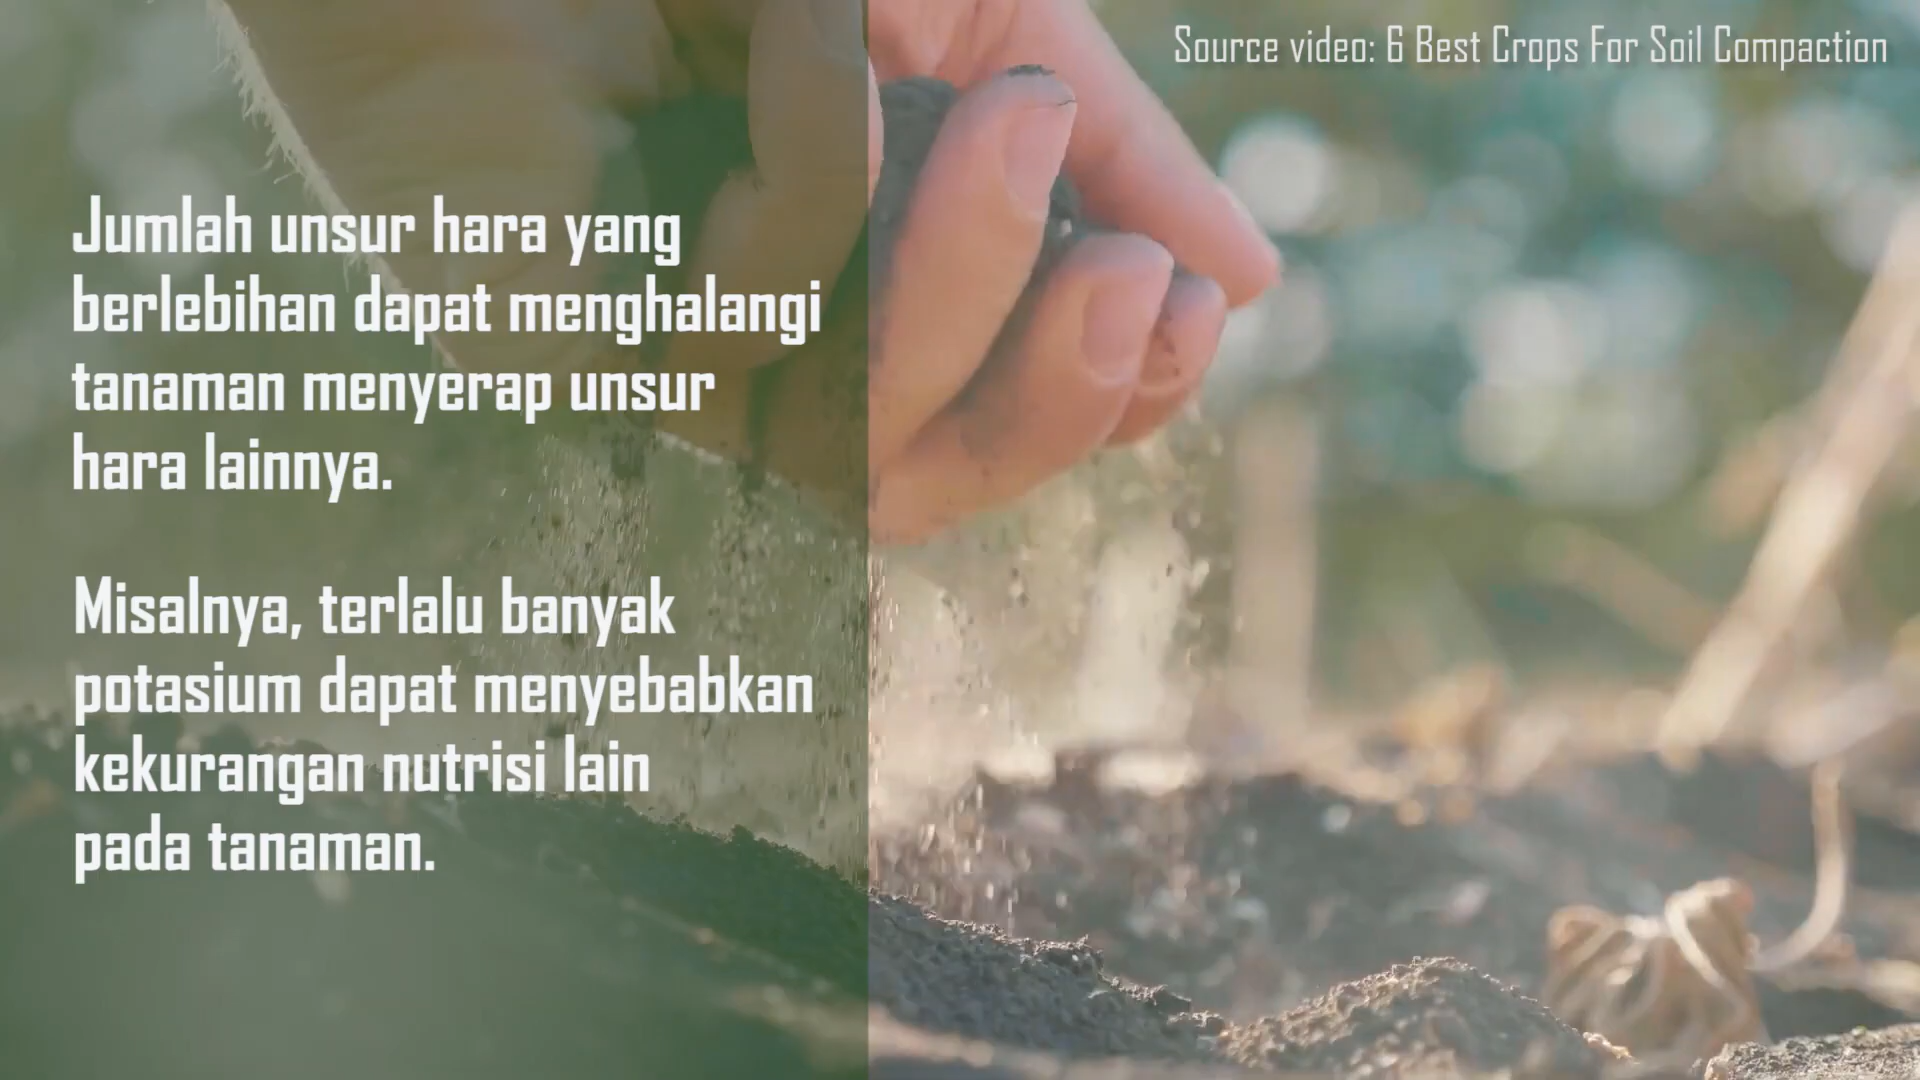 Source video: 6 Best Crops For Soil Compaction
Jumlah unsur hara yang
berlebihan dapat menghalangi
tanaman menyerap unsur
hara lainnya.
Misalnya, terlalu banyak
potasium dapat menyebabkan
kekurangan nutrisi lain
pada tanaman.